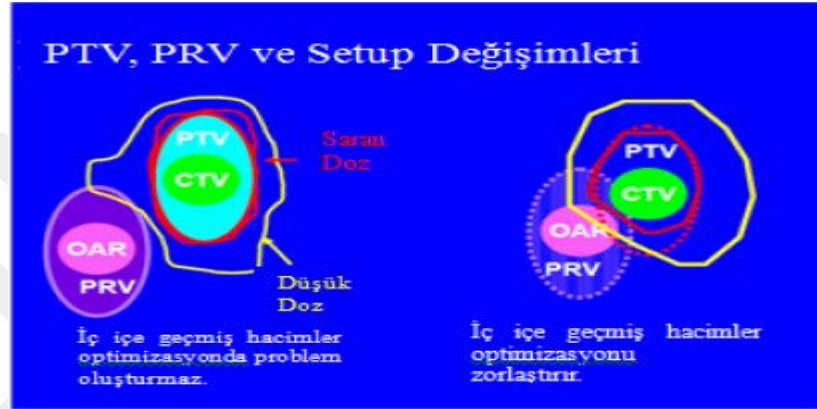 PTV, PRV ve Setup Değişimleri
PTV
CTV
Saran
Doz
OAR
PRV
Düşük
Doz
İç içe geçmiş hacimler
optimizasyonda problem
oluşturmaz.
PTV
CTV
OAR
PRV
İç içe geçmiş hacimler
optimizasyonu
zorlaştırır.